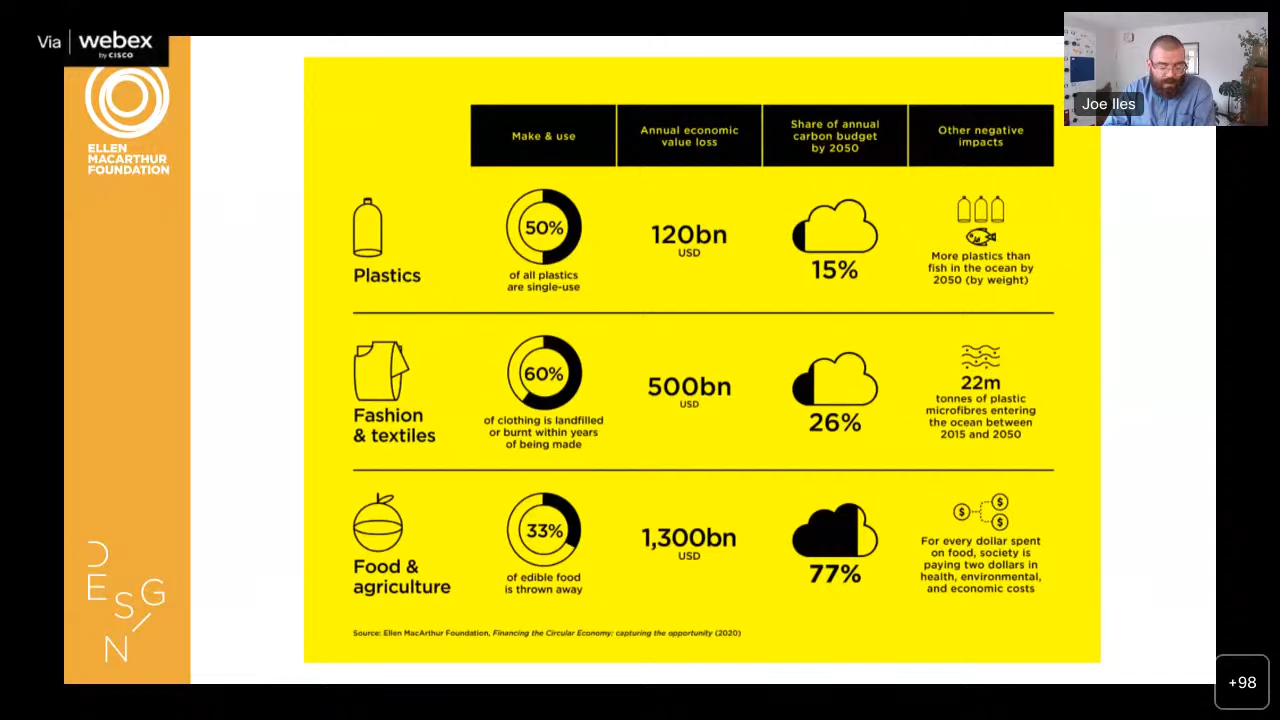 Via webex
by CISCO
ELLEN
MACARTHUR
FOUNDATION
Joe Iles
Make & use
Annual economic
value loss
Share of annual
carbon budget
by 2050
Other negative
impacts
Plastics
50%
of all plastics
are single-use
120bn
USD
15%
More plastics than
fish in the ocean by
2050 (by weight)
Fashion
& textiles
60%
of clothing is landfilled
or burnt within years
of being made
500bn
USD
26%
22m
tonnes of plastic
microfibres entering
the ocean between
2015 and 2050
Food &
agriculture
33%
of edible food
is thrown away
1,300bn
USD
77%
$
$
$
For every dollar spent
on food, society is
paying two dollars in
health, environmental,
and economic costs
Source: Ellen MacArthur Foundation, Financing the Circular Economy: capturing the opportunity (2020)
DESIGN
+98